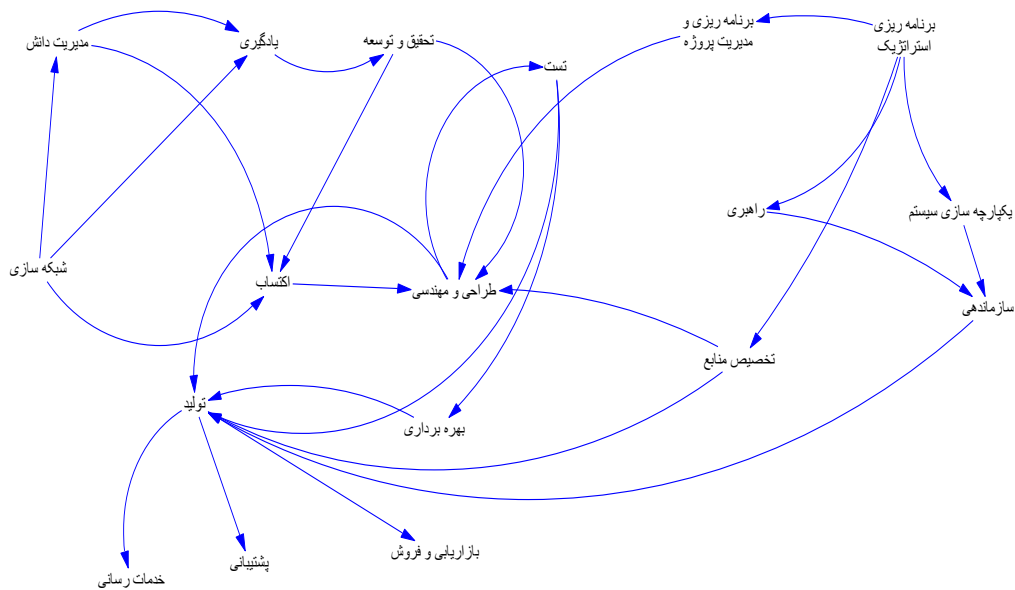 برنامه ریزی
استراتژیک
برنامه ریزی و
مدیریت پروژه
تحقیق و توسعه
یادگیری
مدیریت دانش
تست
راهبری
یکپارچه سازی سیستم
شبکه سازی
اکتساب
طراحی و مهندسی
سازماندهی
تخصیص منابع
تولید
بهره برداری
بازاریابی و فروش
پشتیبانی
خدمات رسانی